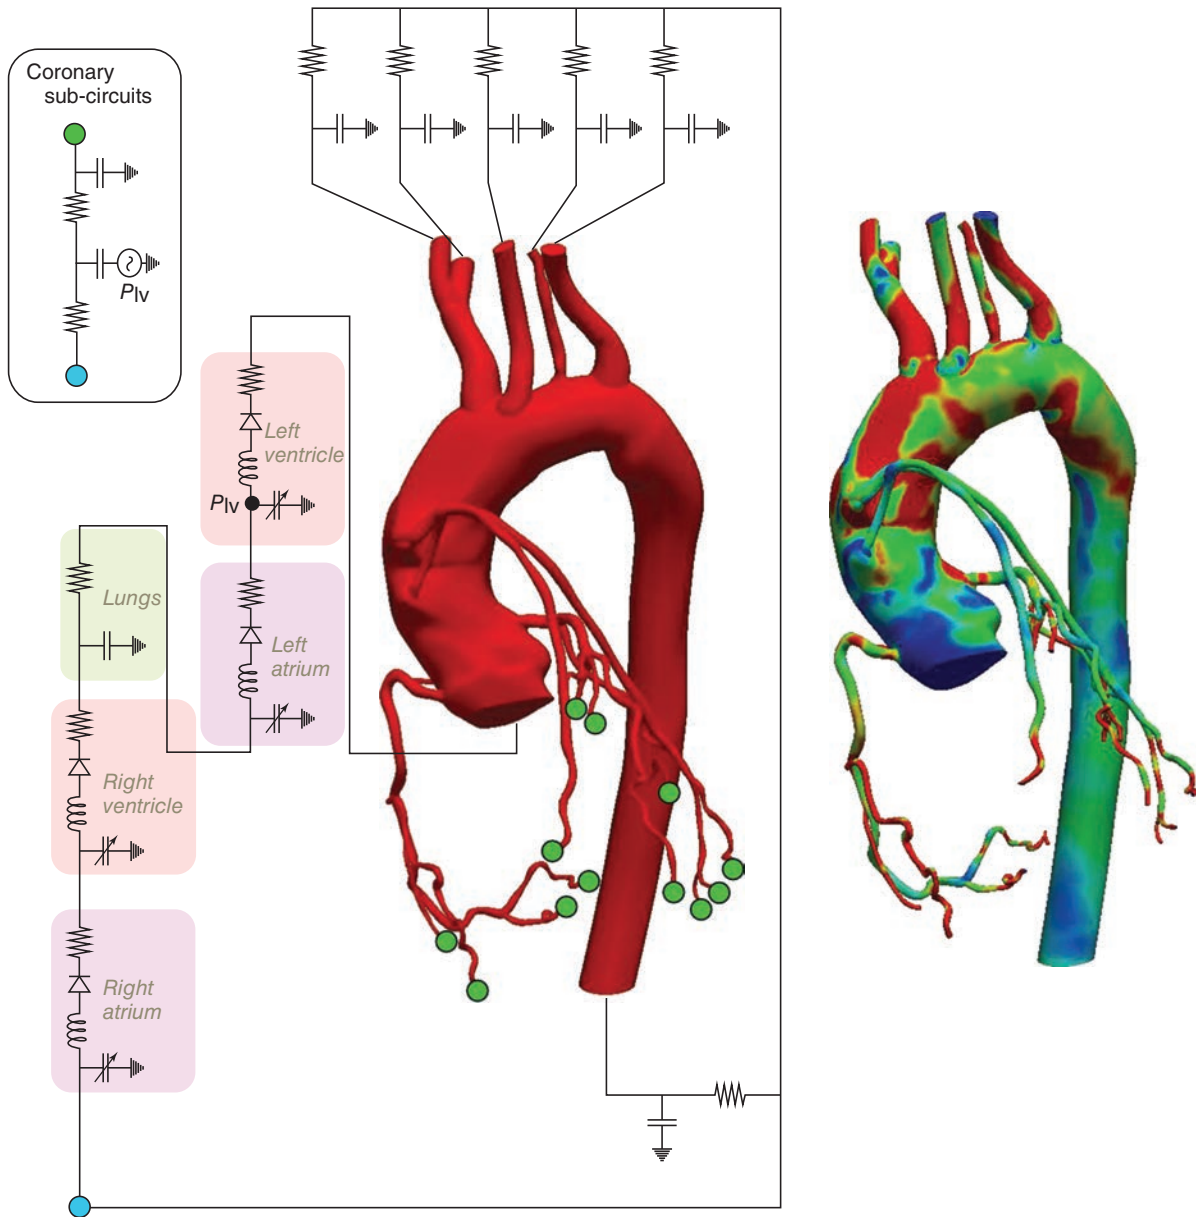 Coronary
sub-circuits
Plv
Left
ventricle
Plv
Lungs
Left
atrium
Right
ventricle
Right
atrium